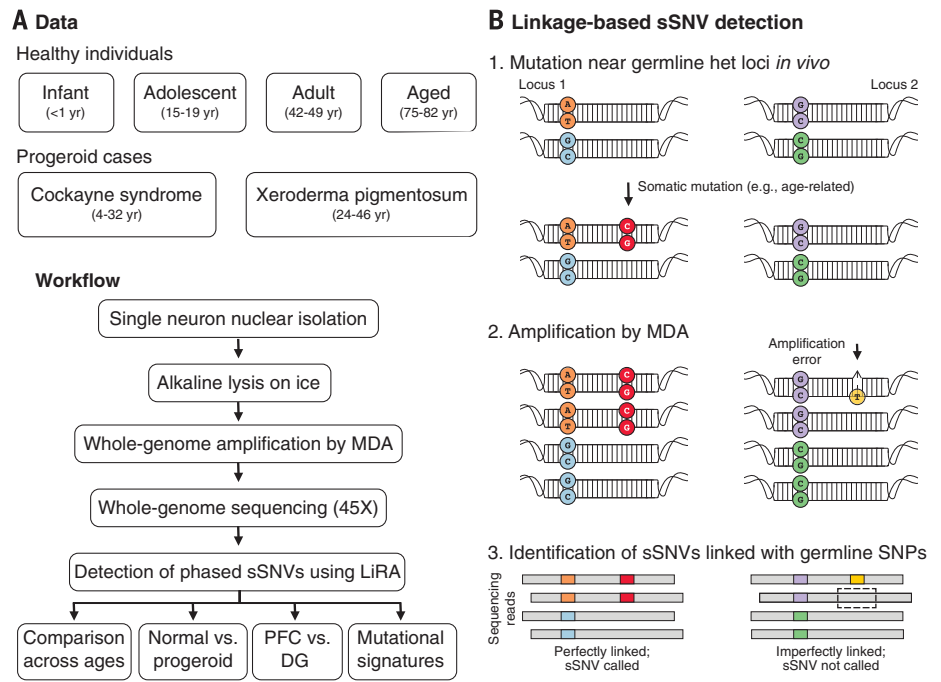 A Data
Healthy individuals
Infant
(<1 yr)
Adolescent
(15-19 yr)
Adult
(42-49 yr)
Aged
(75-82 yr)
Progeroid cases
Cockayne syndrome
(4-32 yr)
Xeroderma pigmentosum
(24-46 yr)
Workflow
Single neuron nuclear isolation
Alkaline lysis on ice
Whole-genome amplification by MDA
Whole-genome sequencing (45X)
Detection of phased sSNVs using LiRA
Comparison
across ages
Normal vs.
progeroid
PFC vs.
DG
Mutational
signatures
B Linkage-based sSNV detection
1. Mutation near germline het loci in vivo
Locus 1
Locus 2
A
T
G
C
G
C
C
G
Somatic mutation (e.g., age-related)
A C
T G
G
C
G
C
C
G
2. Amplification by MDA
Amplification
error
A C
T G
A C
T G
G
C
G
C
G
C T
G
C
C
G
C
G
3. Identification of sSNVs linked with germline SNPs
Sequencing
reads
Perfectly linked;
sSNV called
Imperfectly linked;
sSNV not called